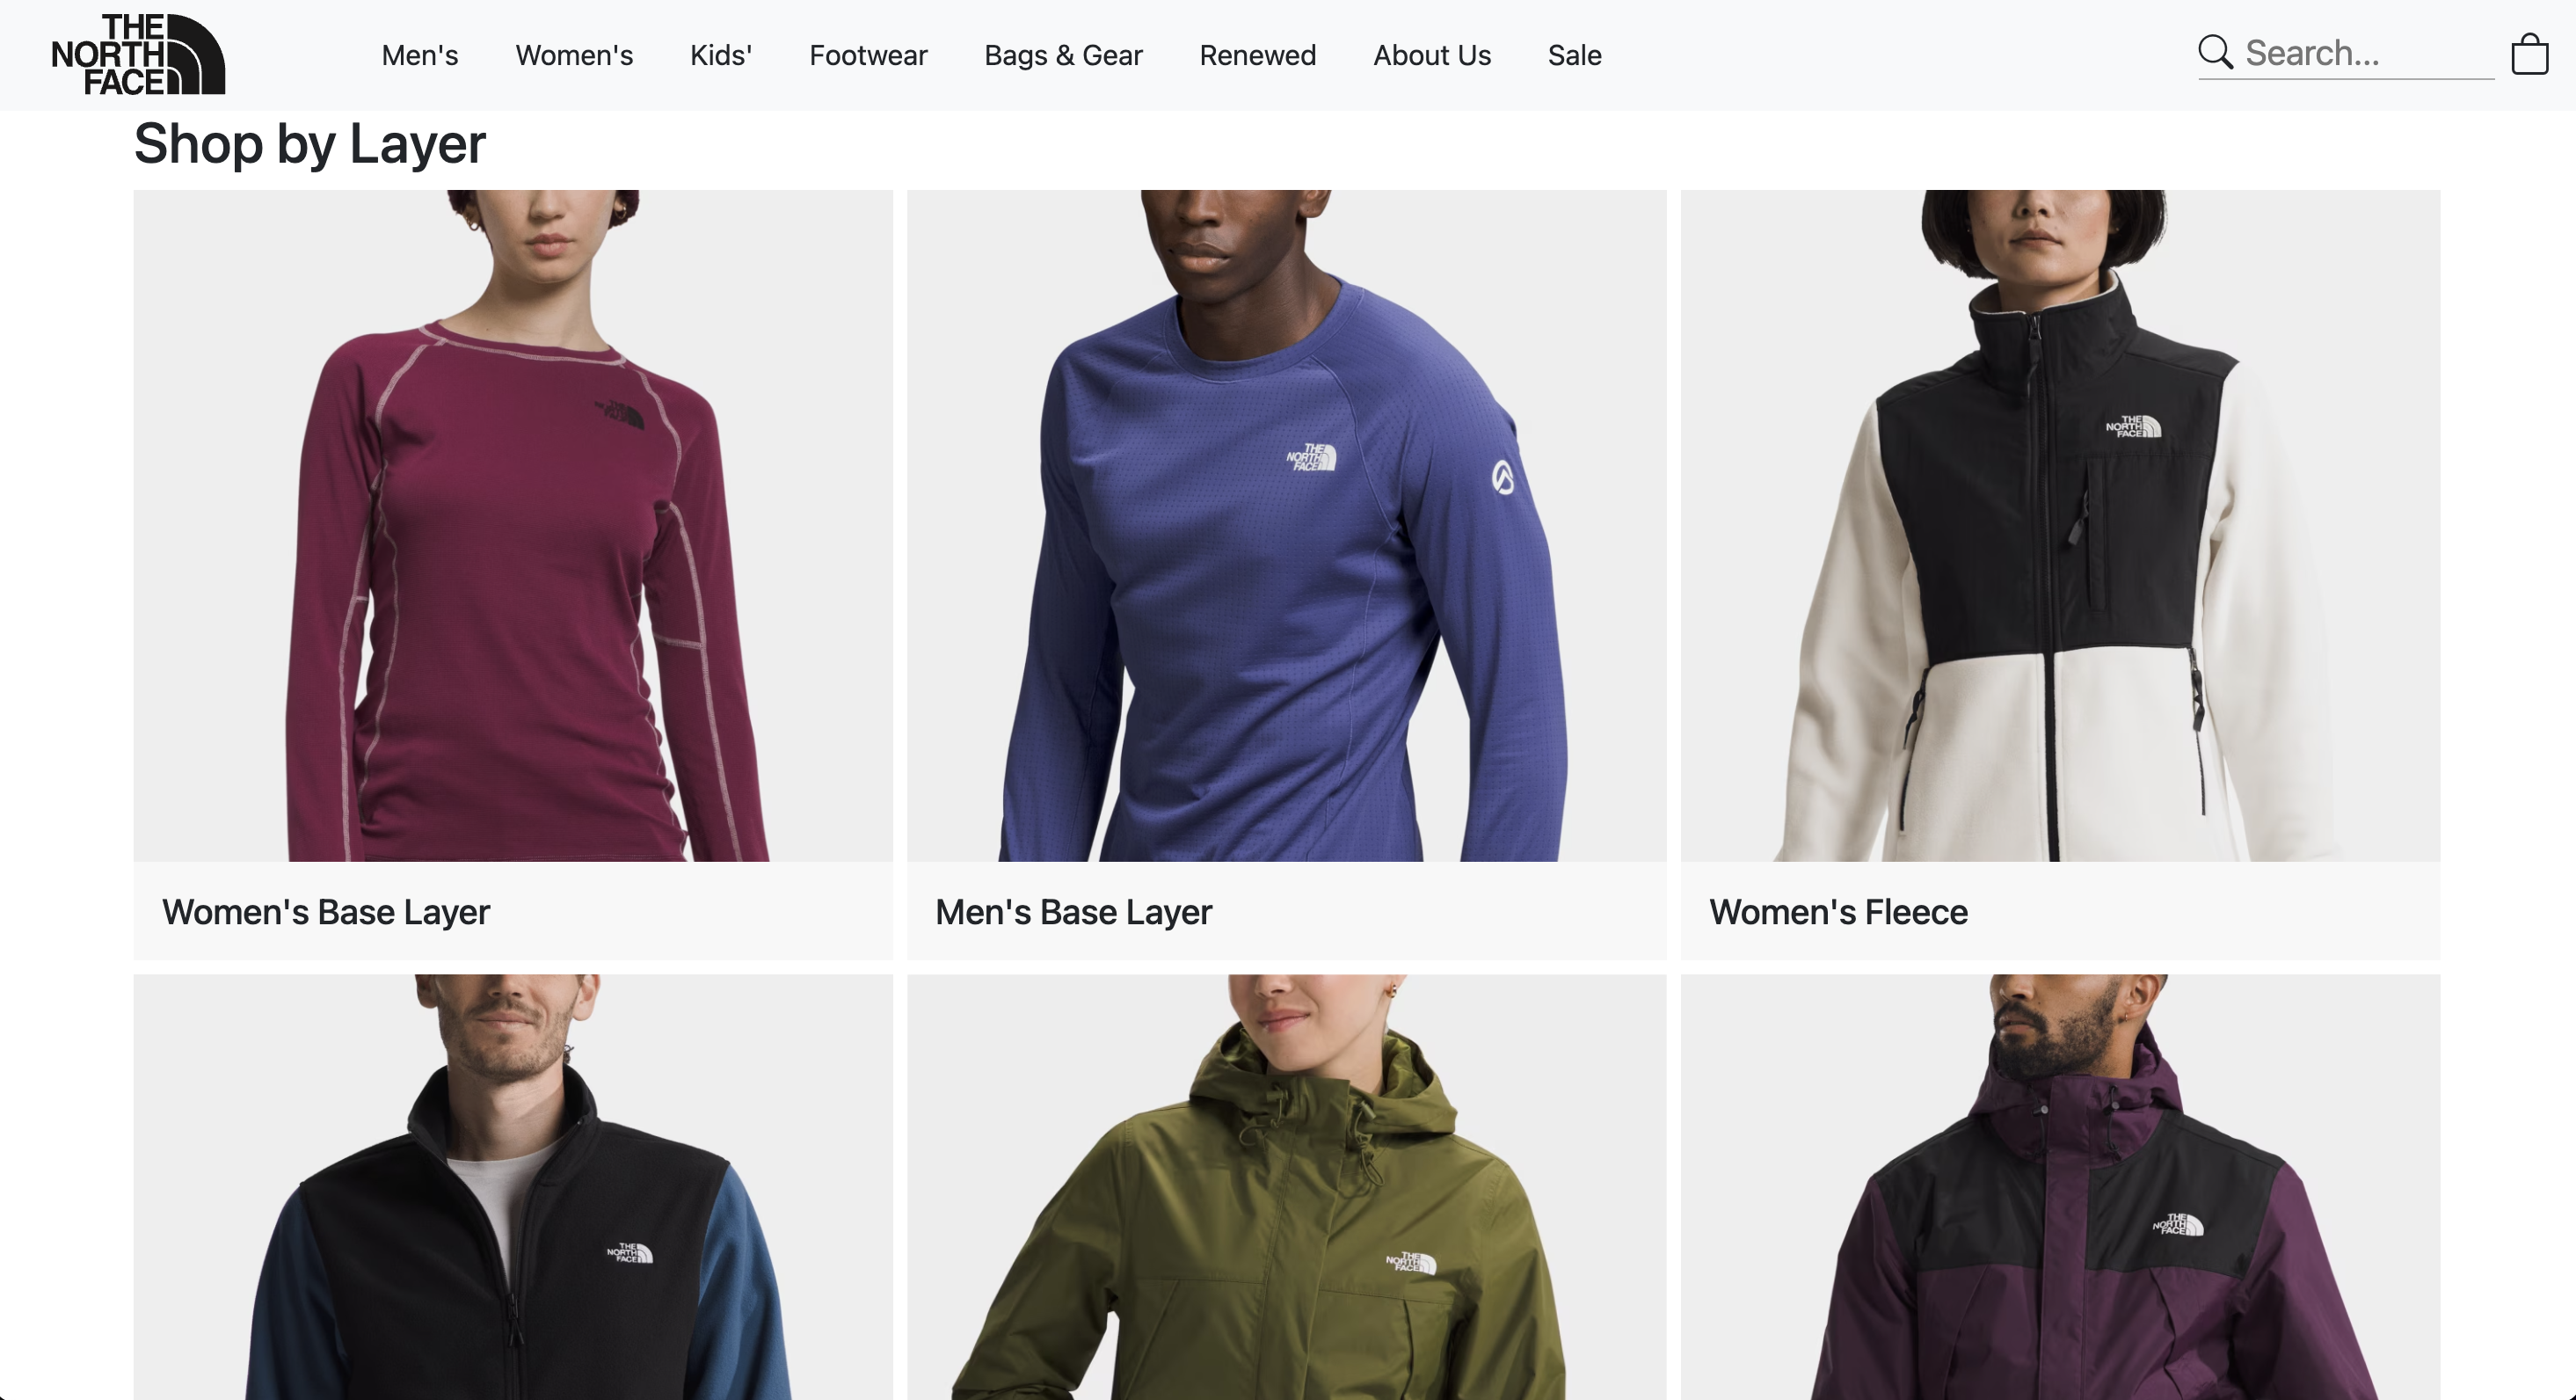 THE
NORTH
FACE
Men's Women's Kids' Footwear Bags & Gear Renewed About Us Sale
Search...
Shop by Layer
THE
NORTH
FACE
THE
NORTH
FACE
THE
NORTH
FACE
Women's Base Layer
Men's Base Layer
Women's Fleece
THE
NORTH
FACE
THE
NORTH
FACE
THE
NORTH
FACE